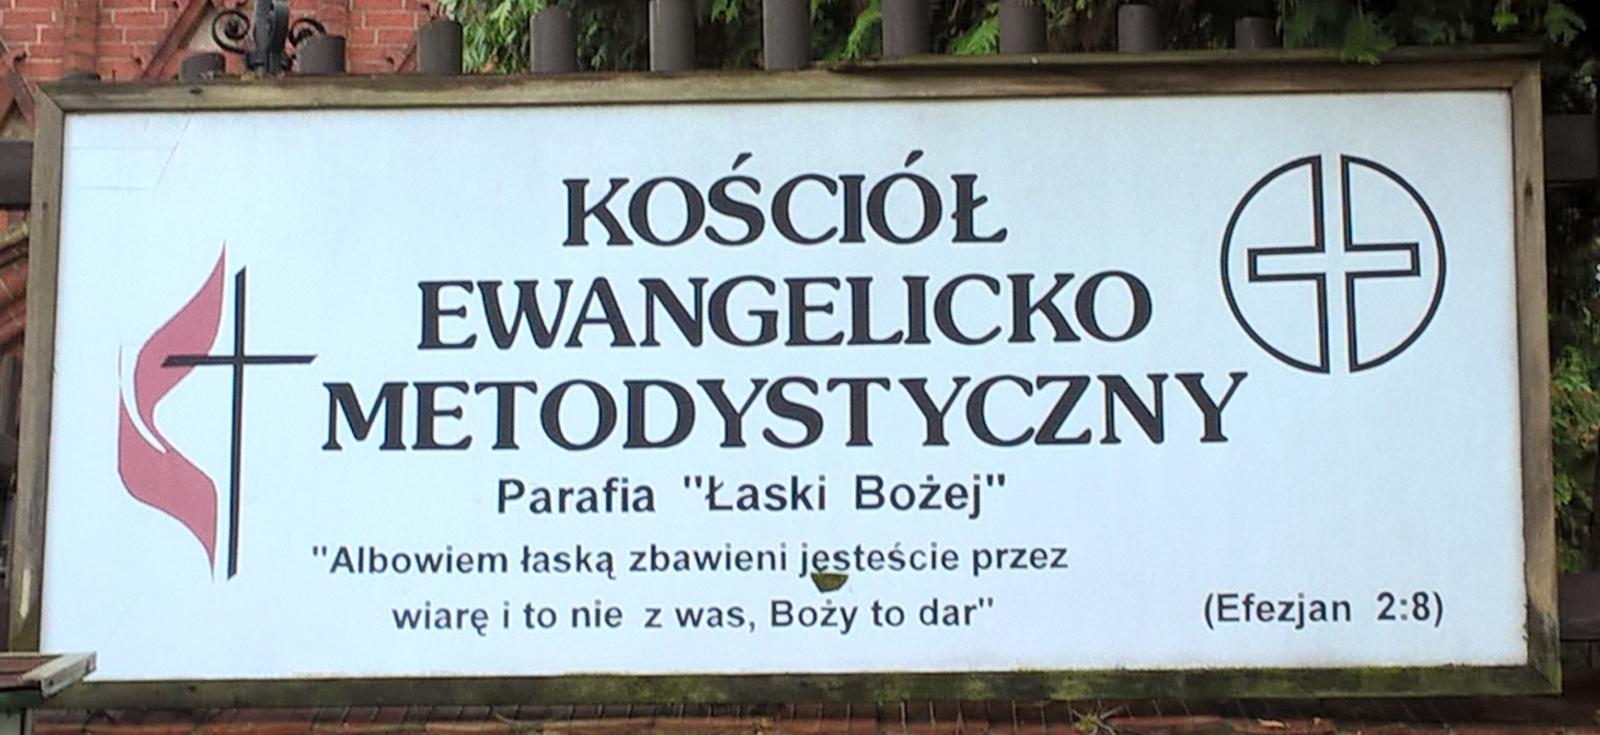 KOŚCIÓŁ
EWANGELICKO
METODYSTYCZNY
Parafia "Łaski Bożej"
"Albowiem łaską zbawieni jesteście przez
wiarę i to nie z was, Boży to dar"
(Efezjan 2:8)